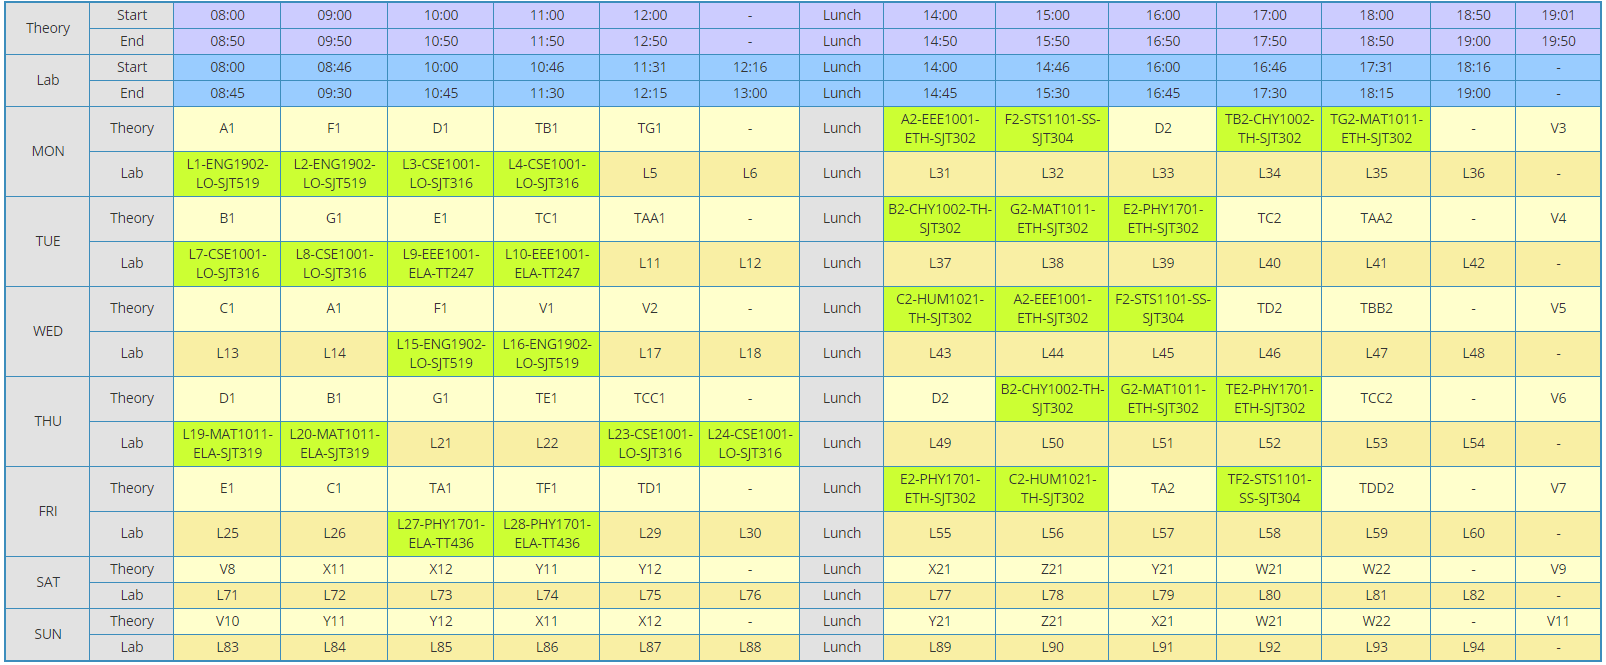 Theory Start 08:00 09:00 10:00 11:00 12:00 - Lunch 14:00 15:00 16:00 17:00 18:00 18:50 19:01
End 08:50 09:50 10:50 11:50 12:50 - Lunch 14:50 15:50 16:50 17:50 18:50 19:00 19:50
Lab Start 08:00 08:46 10:00 10:46 11:31 12:16 Lunch 14:00 14:46 16:00 16:46 17:31 18:16 -
End 08:45 09:30 10:45 11:30 12:15 13:00 Lunch 14:45 15:30 16:45 17:30 18:15 19:00 -
MON Theory A1 F1 D1 TB1 TG1 - Lunch A2-EEE1001-ETH-SJT302 F2-STS1101-SS-SJT304 D2 TB2-CHY1002-TH-SJT302 TG2-MAT1011-ETH-SJT302 - V3
Lab L1-ENG1902-LO-SJT519 L2-ENG1902-LO-SJT519 L3-CSE1001-LO-SJT316 L4-CSE1001-LO-SJT316 L5 L6 Lunch L31 L32 L33 L34 L35 L36 -
TUE Theory B1 G1 E1 TC1 TAA1 - Lunch B2-CHY1002-TH-SJT302 G2-MAT1011-ETH-SJT302 E2-PHY1701-ETH-SJT302 TC2 TAA2 - V4
Lab L7-CSE1001-LO-SJT316 L8-CSE1001-LO-SJT316 L9-EEE1001-ELA-TT247 L10-EEE1001-ELA-TT247 L11 L12 Lunch L37 L38 L39 L40 L41 L42 -
WED Theory C1 A1 F1 V1 V2 - Lunch C2-HUM1021-TH-SJT302 A2-EEE1001-ETH-SJT302 F2-STS1101-SS-SJT304 TD2 TBB2 - V5
Lab L13 L14 L15-ENG1902-LO-SJT519 L16-ENG1902-LO-SJT519 L17 L18 Lunch L43 L44 L45 L46 L47 L48 -
THU Theory D1 B1 G1 TE1 TCC1 - Lunch D2 B2-CHY1002-TH-SJT302 G2-MAT1011-ETH-SJT302 TE2-PHY1701-ETH-SJT302 TCC2 - V6
Lab L19-MAT1011-ELA-SJT319 L20-MAT1011-ELA-SJT319 L21 L22 L23-CSE1001-LO-SJT316 L24-CSE1001-LO-SJT316 Lunch L49 L50 L51 L52 L53 L54 -
FRI Theory E1 C1 TA1 TF1 TD1 - Lunch E2-PHY1701-ETH-SJT302 C2-HUM1021-TH-SJT302 TA2 TF2-STS1101-SS-SJT304 TDD2 - V7
Lab L25 L26 L27-PHY1701-ELA-TT436 L28-PHY1701-ELA-TT436 L29 L30 Lunch L55 L56 L57 L58 L59 L60 -
SAT Theory V8 X11 X12 Y11 Y12 - Lunch X21 Z21 Y21 W21 W22 - V9
Lab L71 L72 L73 L74 L75 L76 Lunch L77 L78 L79 L80 L81 L82 -
SUN Theory V10 Y11 Y12 X11 X12 - Lunch Y21 Z21 X21 W21 W22 - V11
Lab L83 L84 L85 L86 L87 L88 Lunch L89 L90 L91 L92 L93 L94 -